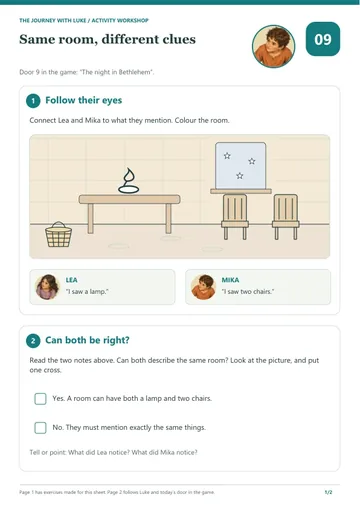 THE JOURNEY WITH LUKE / ACTIVITY WORKSHOP
Same room, different clues
09
Door 9 in the game: "The night in Bethlehem".
1 Follow their eyes
Connect Lea and Mika to what they mention. Colour the room.
LEA
"I saw a lamp."
MIKA
"I saw two chairs."
2 Can both be right?
Read the two notes above. Can both describe the same room? Look at the picture, and put
one cross.
Yes. A room can have both a lamp and two chairs.
No. They must mention exactly the same things.
Tell or point: What did Lea notice? What did Mika notice?
Page 1 has exercises made for this sheet. Page 2 follows Luke and today's door in the game.
1/2